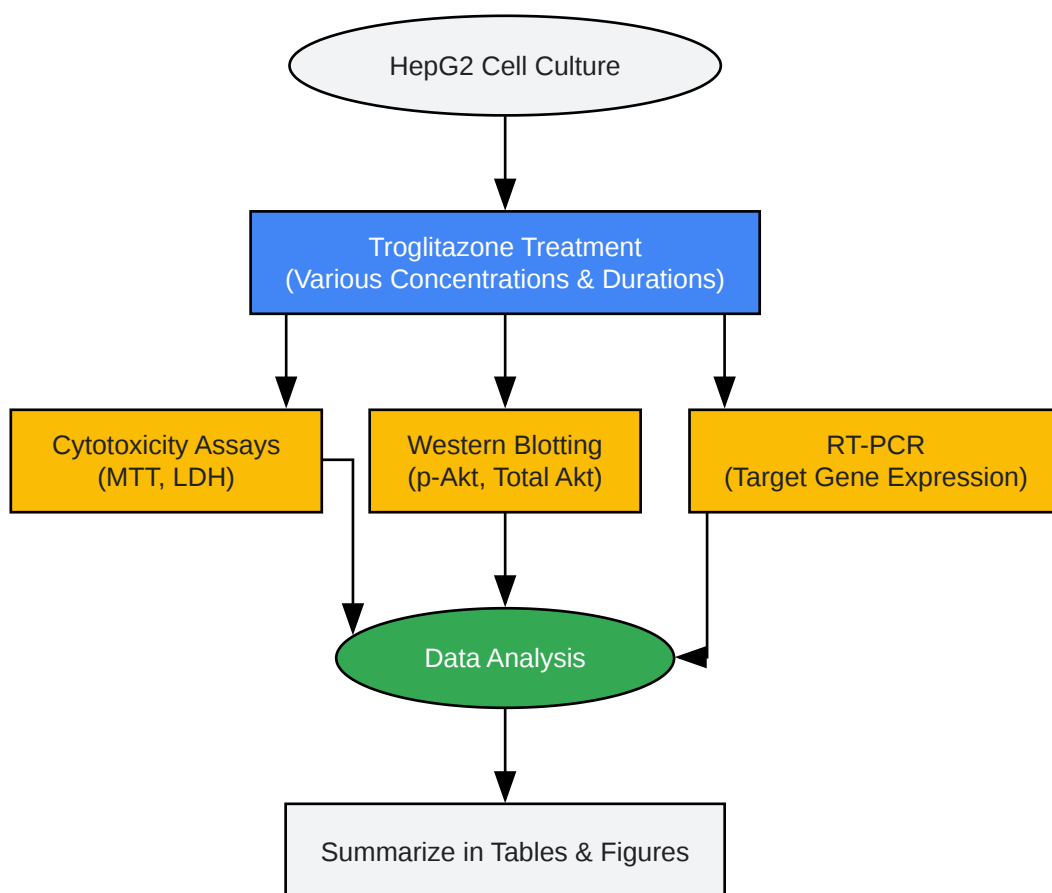 HepG2 Cell Culture
Troglitazone Treatment
(Various Concentrations & Durations)
Cytotoxicity Assays
(MTT, LDH)
Western Blotting
(p-Akt, Total Akt)
RT-PCR
(Target Gene Expression)
Data Analysis
Summarize in Tables & Figures